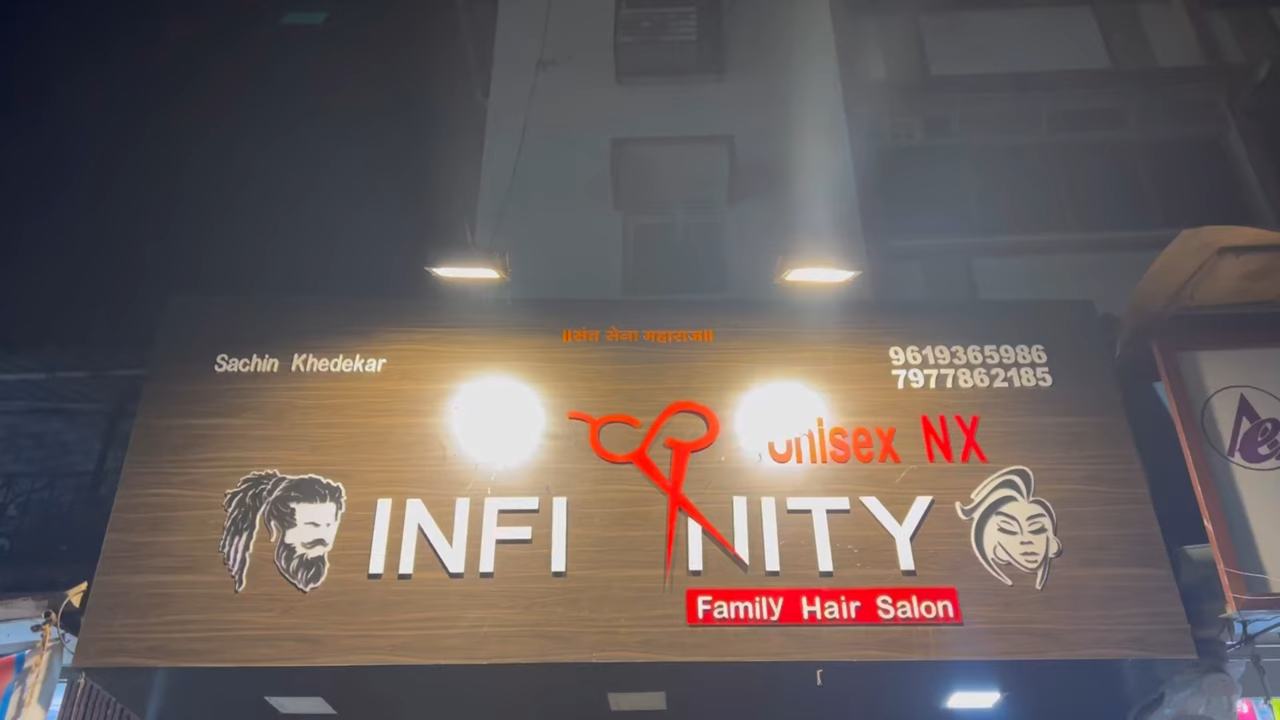 ॥संत सेना महाराज॥
Sachin Khedekar
9619365986
7977862185
Unisex NX
INFINITY
Family Hair Salon